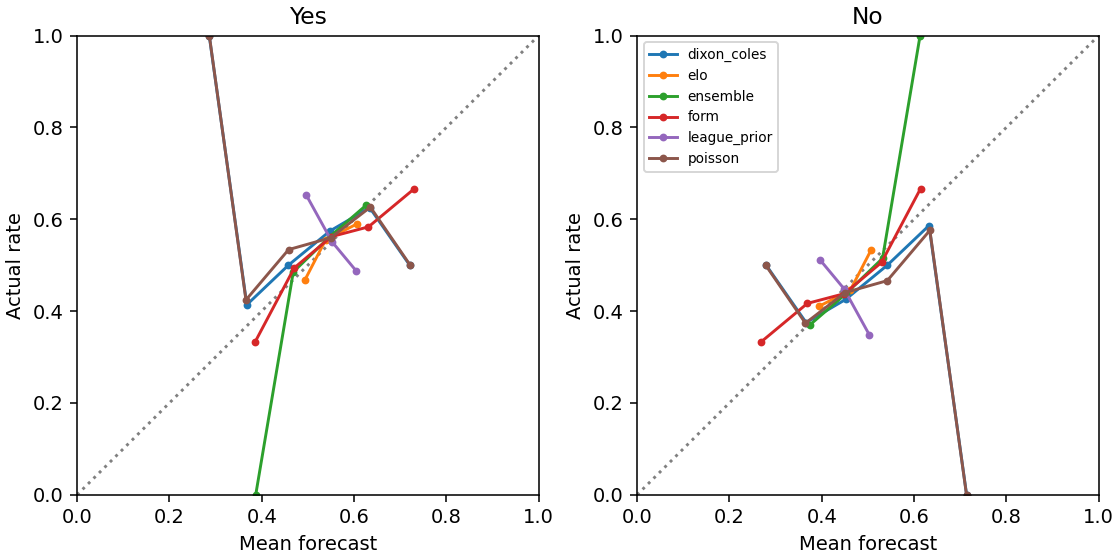 Yes
No
1.0
0.8
0.6
0.4
0.2
0.0
Actual rate
0.0 0.2 0.4 0.6 0.8 1.0
Mean forecast
1.0
0.8
0.6
0.4
0.2
0.0
Actual rate
dixon_coles
elo
ensemble
form
league_prior
poisson
0.0 0.2 0.4 0.6 0.8 1.0
Mean forecast